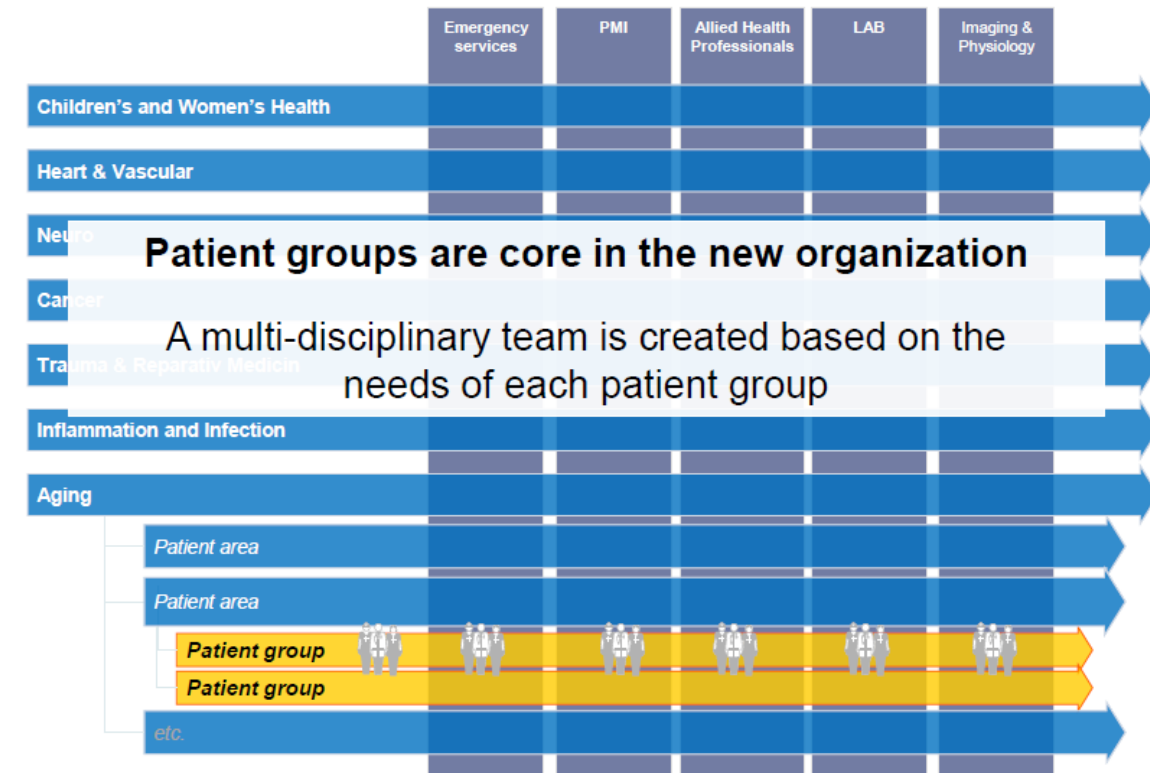 Emergency
services
PMI
Allied Health
Professionals
LAB
Imaging &
Physiology
Children's and Women's Health
Heart & Vascular
Neuro
Patient groups are core in the new organization
Cancer
A multi-disciplinary team is created based on the
Trauma & Reparativ Medicin
needs of each patient group
Inflammation and Infection
Aging
Patient area
Patient area
Patient group
Patient group
etc.